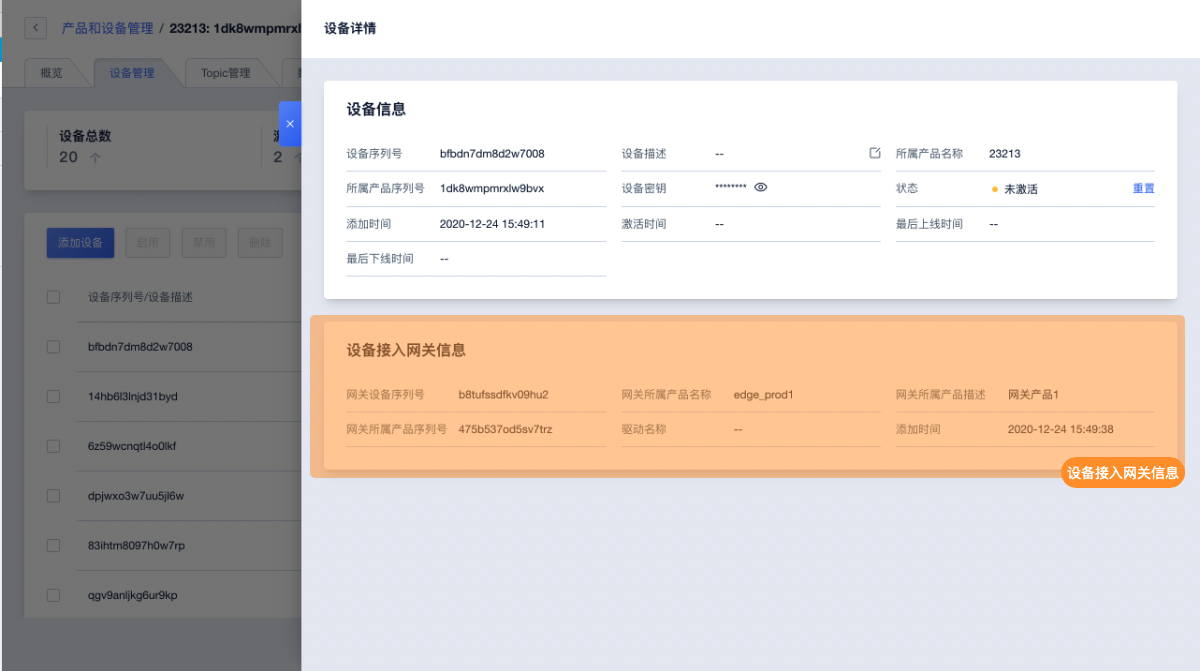 产品和设备管理 / 23213: 1dk8wmpmrxl
概览 设备管理 Topic管理
设备总数
20 2
添加设备 启用 禁用 删除
设备序列号/设备描述
bfbdn7dm8d2w7008
14hb6l3lnjd31byd
6z59wcnqtl4o0lkf
dpjwxo3w7uu5jl6w
83ihtm8097h0w7rp
qgv9anljkg6ur9kp
设备详情
设备信息
设备序列号 bfbdn7dm8d2w7008 设备描述 -- 所属产品名称 23213
所属产品序列号 1dk8wmpmrxlw9bvx 设备密钥 ******** 状态 未激活 重置
添加时间 2020-12-24 15:49:11 激活时间 -- 最后上线时间 --
最后下线时间 --
设备接入网关信息
网关设备序列号 b8tufssdfkv09hu2 网关所属产品名称 edge_prod1 网关所属产品描述 网关产品1
网关所属产品序列号 475b537od5sv7trz 驱动名称 -- 添加时间 2020-12-24 15:49:38
设备接入网关信息